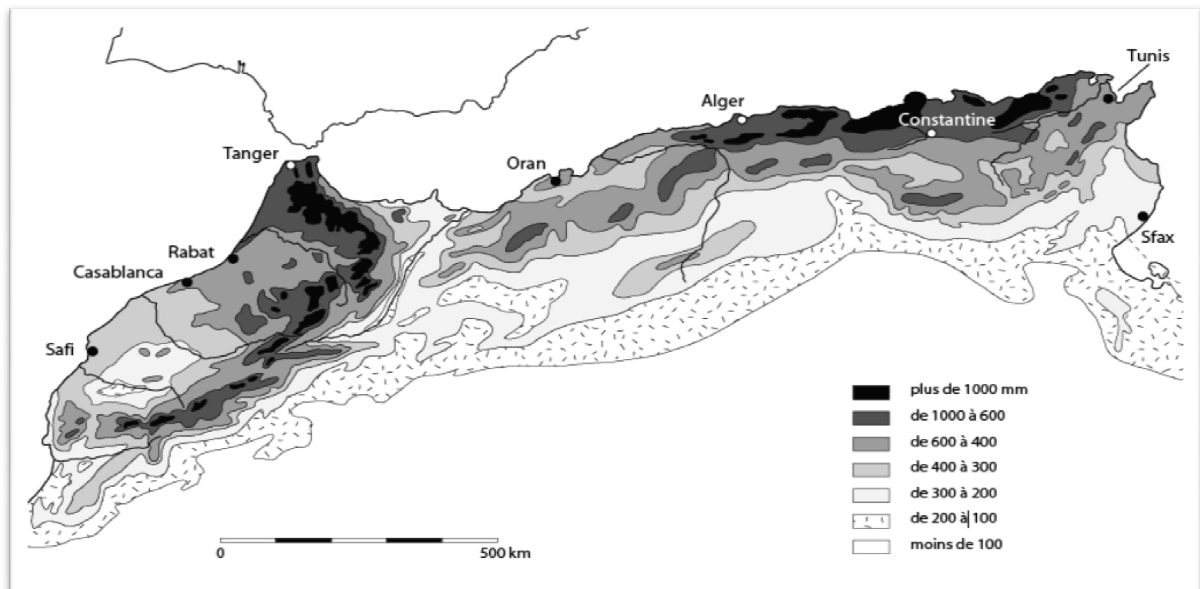 Tunis
Alger
Constantine
Tanger
Oran
Rabat
Sfax
Casablanca
Safi
plus de 1000 mm
de 1000 à 600
de 600 à 400
de 400 à 300
de 300 à 200
de 200 à 100
moins de 100
0 500 km